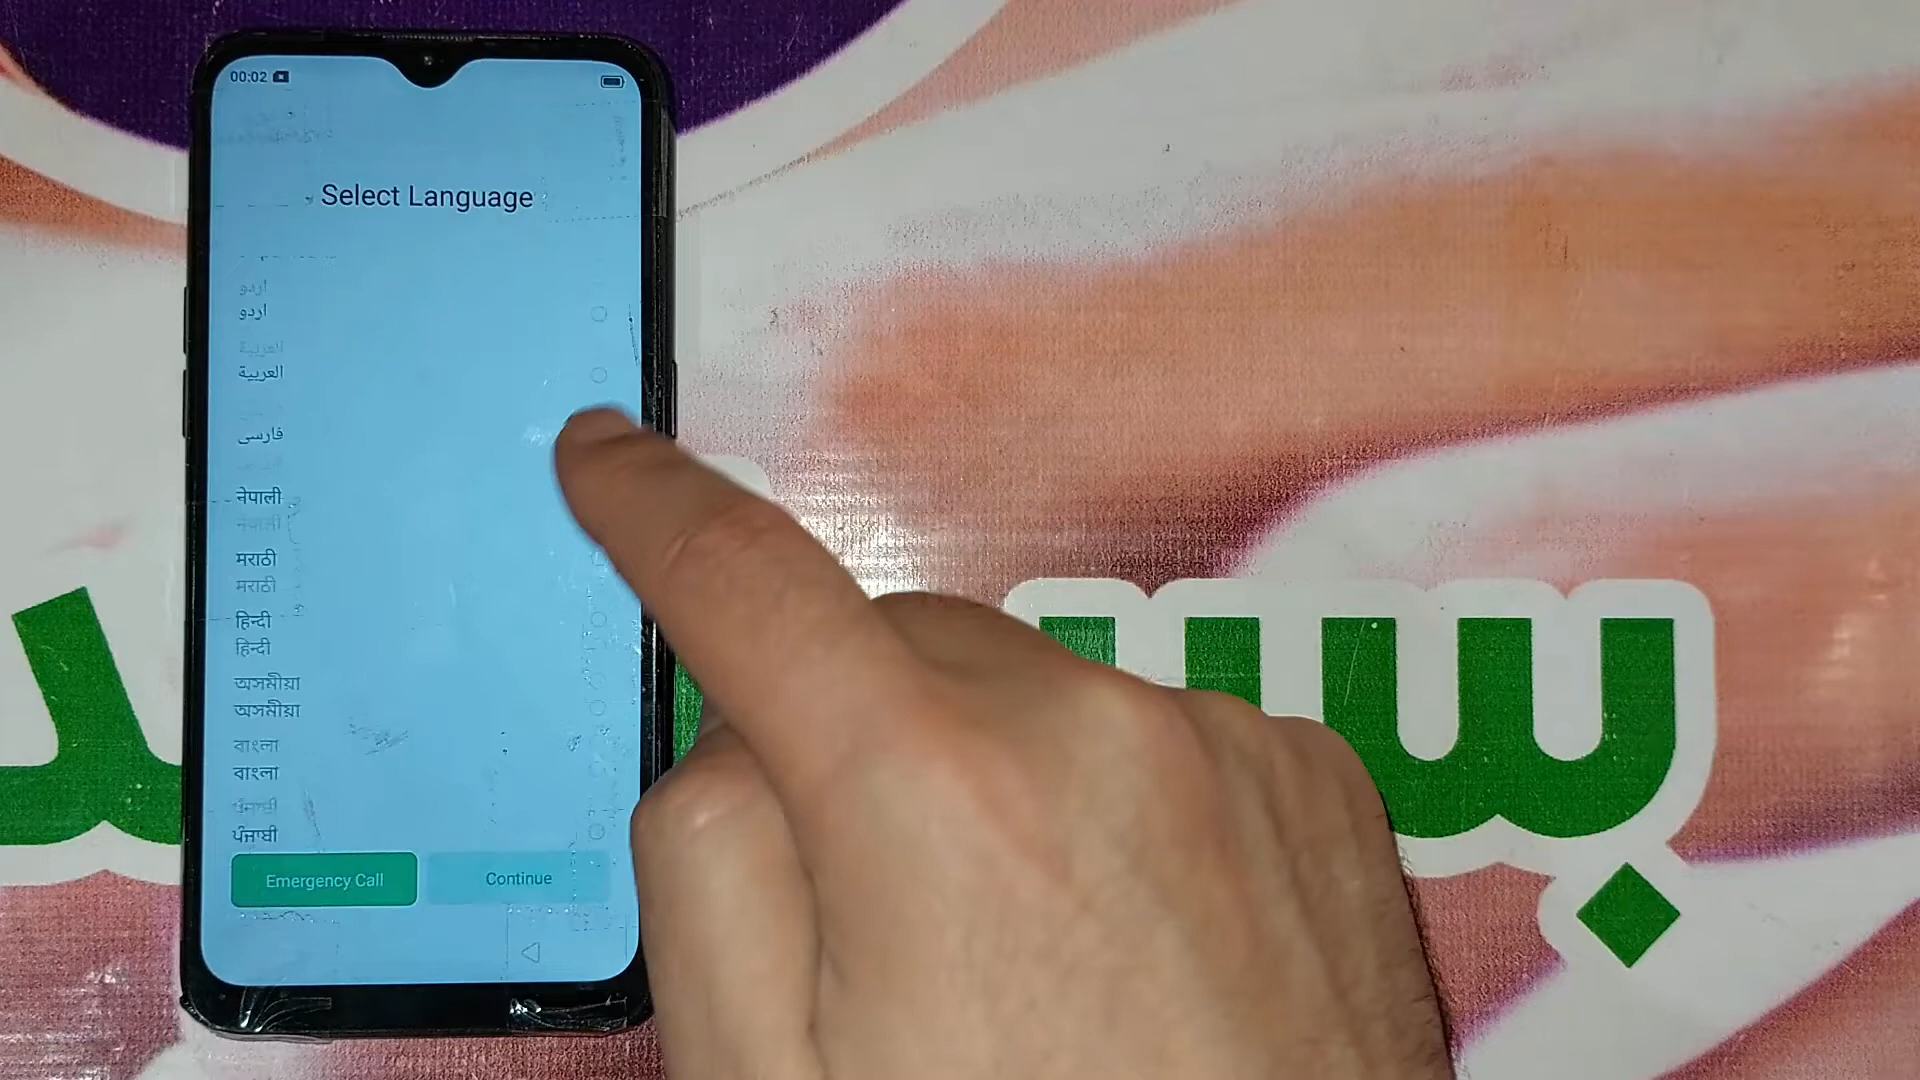 00:02
Select Language
اردو
اردو
العربية
العربية
فارسی
नेपाली
नेपाली
मराठी
मराठी
हिन्दी
हिन्दी
অসমীয়া
অসমীয়া
বাংলা
বাংলা
ਪੰਜਾਬੀ
ਪੰਜਾਬੀ
Emergency Call
Continue